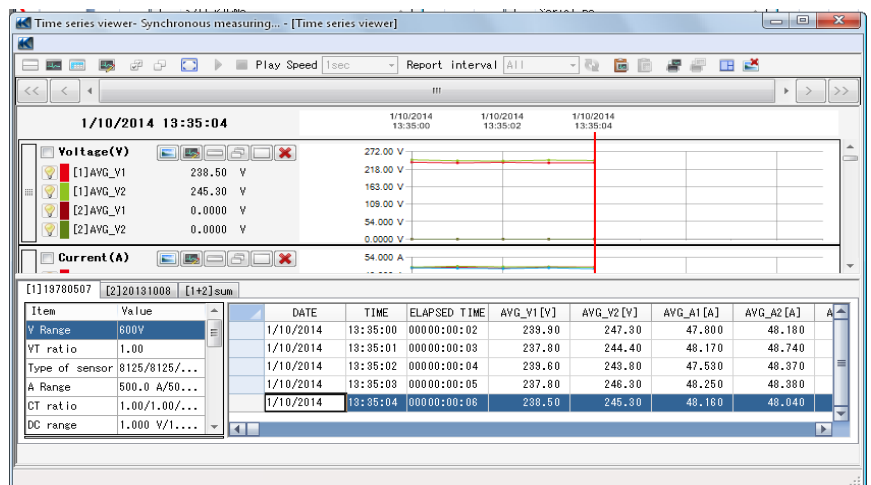 Time series viewer- Synchronous measuring... - [Time series viewer]
Play Speed 1sec Report interval All
<< < > >>
1/10/2014 13:35:04
1/10/2014 1/10/2014 1/10/2014
13:35:00 13:35:02 13:35:04
Voltage(V) 272.00 V
[1]AVG_V1 238.50 V 218.00 V
[1]AVG_V2 245.30 V 163.00 V
109.00 V
[2]AVG_V1 0.0000 V
54.000 V
[2]AVG_V2 0.0000 V
0.0000 V
Current(A) 54.000 A
[1]19780507 [2]20131008 [1+2]sum
Item Value DATE TIME ELAPSED TIME AVG_V1[V] AVG_V2[V] AVG_A1[A] AVG_A2[A] A
V Range 600V 1/10/2014 13:35:00 00000:00:02 239.90 247.30 47.800 48.180
VT ratio 1.00 1/10/2014 13:35:01 00000:00:03 237.80 244.40 48.170 48.740
Type of sensor 8125/8125/... 1/10/2014 13:35:02 00000:00:04 239.60 243.80 47.530 48.370
A Range 500.0 A/50... 1/10/2014 13:35:03 00000:00:05 237.80 246.30 48.250 48.380
CT ratio 1.00/1.00/... 1/10/2014 13:35:04 00000:00:06 238.50 245.30 48.160 48.040
DC range 1.000 V/1....